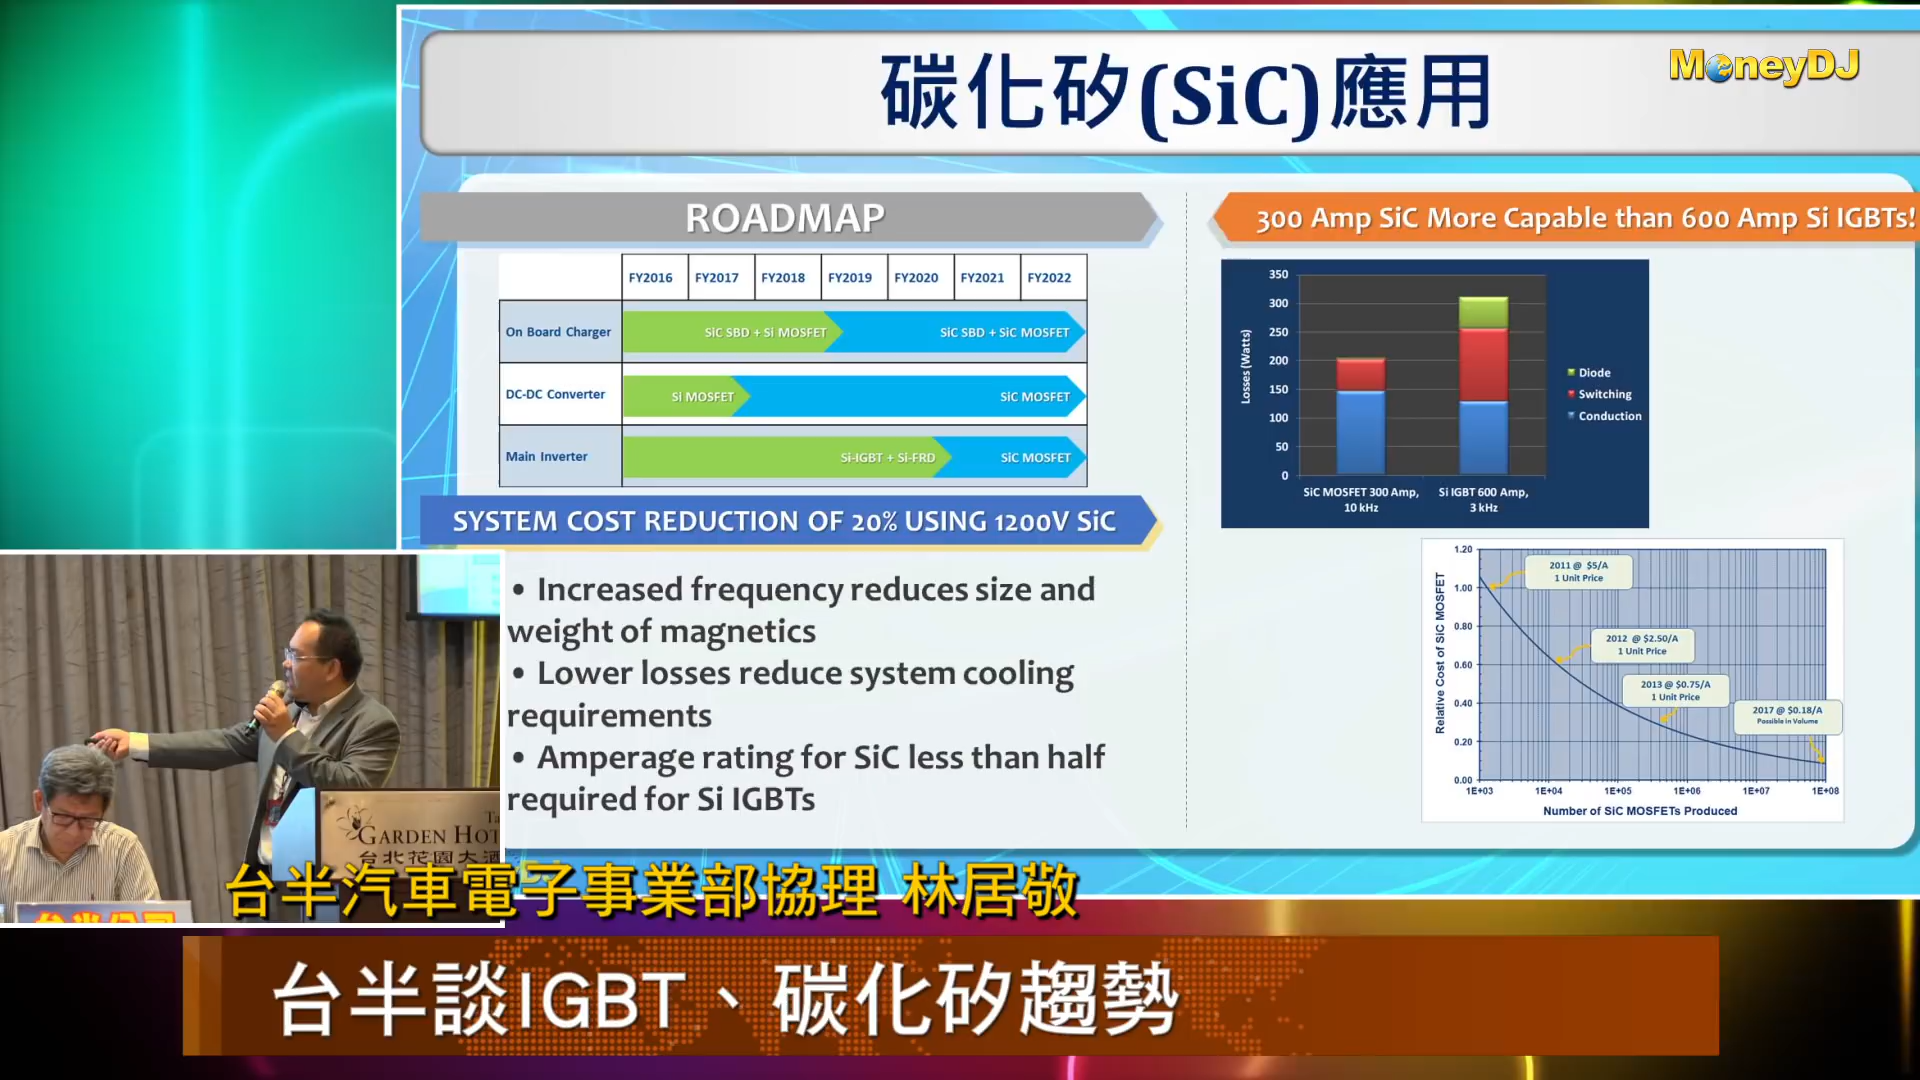 碳化矽(SiC)應用
MoneyDJ
ROADMAP
FY2016 FY2017 FY2018 FY2019 FY2020 FY2021 FY2022
On Board Charger SiC SBD + Si MOSFET SiC SBD + SiC MOSFET
DC-DC Converter Si MOSFET SiC MOSFET
Main Inverter Si-IGBT + Si-FRD SiC MOSFET
SYSTEM COST REDUCTION OF 20% USING 1200V SiC
• Increased frequency reduces size and
weight of magnetics
• Lower losses reduce system cooling
requirements
• Amperage rating for SiC less than half
required for Si IGBTs
300 Amp SiC More Capable than 600 Amp Si IGBTs!
Losses (Watts)
350
300
250
200
150
100
50
0
SiC MOSFET 300 Amp,
10 kHz
Si IGBT 600 Amp,
3 kHz
Diode
Switching
Conduction
Relative Cost of SiC MOSFET
1.20
1.00
0.80
0.60
0.40
0.20
0.00
2011 @ $5/A
1 Unit Price
2012 @ $2.50/A
1 Unit Price
2013 @ $0.75/A
1 Unit Price
2017 @ $0.18/A
Possible in Volume
1E+03 1E+04 1E+05 1E+06 1E+07 1E+08
Number of SiC MOSFETs Produced
Ta
GARDEN HOT
台北花園大酒
台半公司
台半汽車電子事業部協理 林居敬
台半談IGBT、碳化矽趨勢